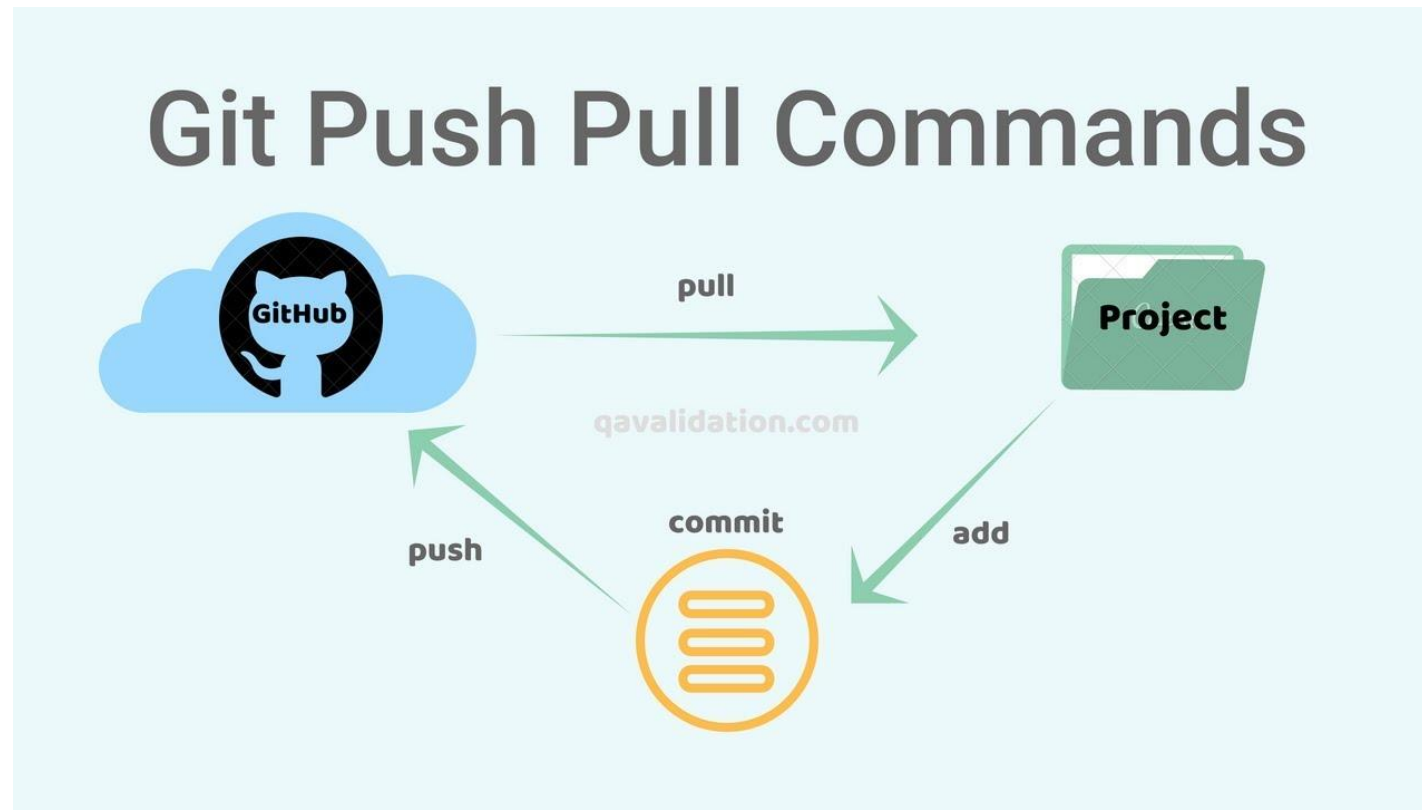 Git Push Pull Commands
GitHub
pull
Project
qavalidation.com
commit
add
push